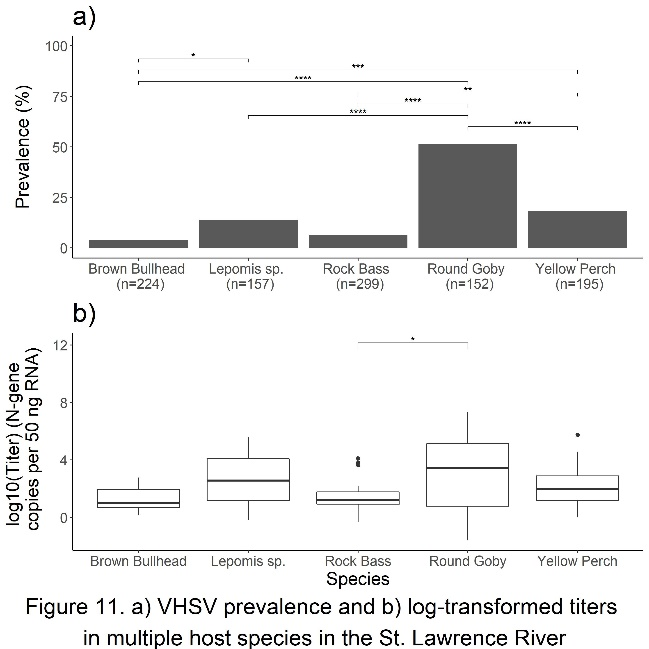 a)
100
75
50
25
0
Prevalence (%)
*
***
****
**
****
****
****
Brown Bullhead Lepomis sp. Rock Bass Round Goby Yellow Perch
(n=224) (n=157) (n=299) (n=152) (n=195)
b)
12
8
4
0
log10(Titer) (N-gene
copies per 50 ng RNA)
*
Brown Bullhead Lepomis sp. Rock Bass Round Goby Yellow Perch
Species
Figure 11. a) VHSV prevalence and b) log-transformed titers
in multiple host species in the St. Lawrence River